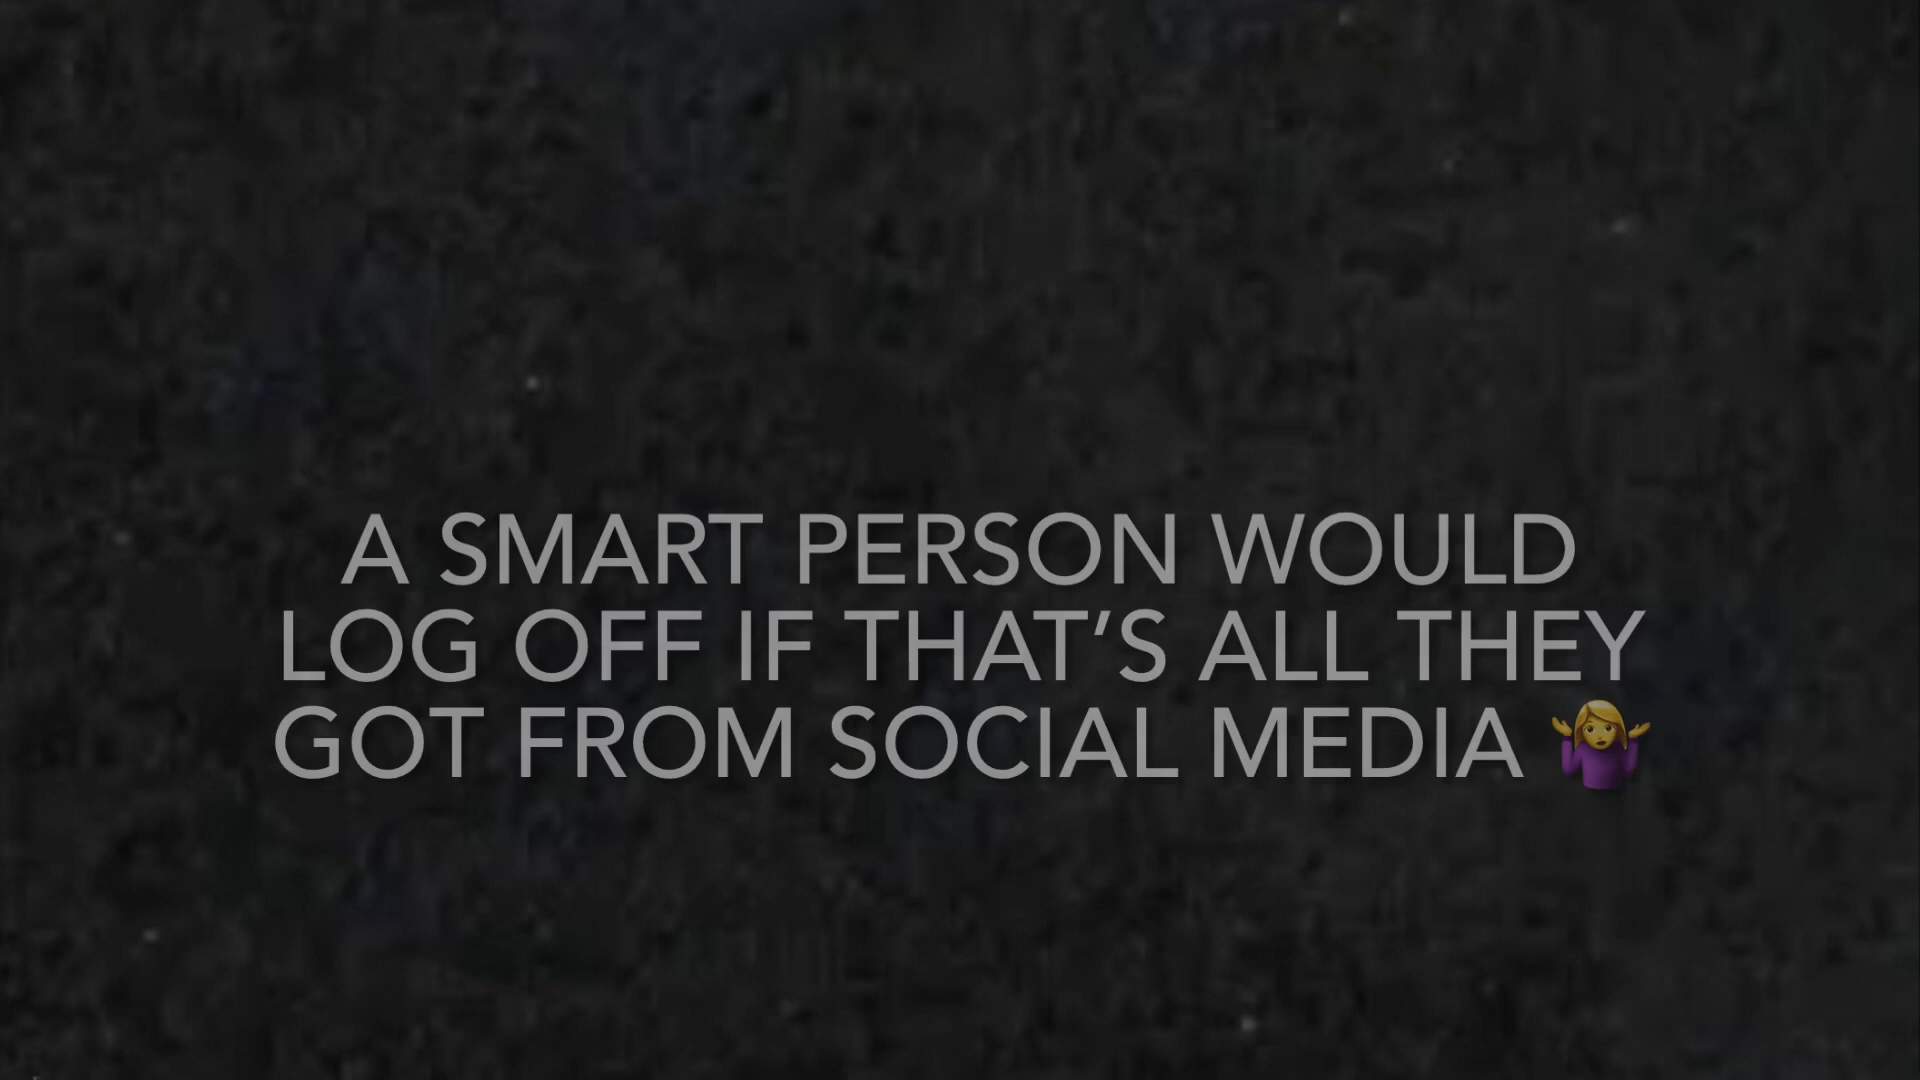 A SMART PERSON WOULD
LOG OFF IF THAT’S ALL THEY
GOT FROM SOCIAL MEDIA 🤷‍♀️